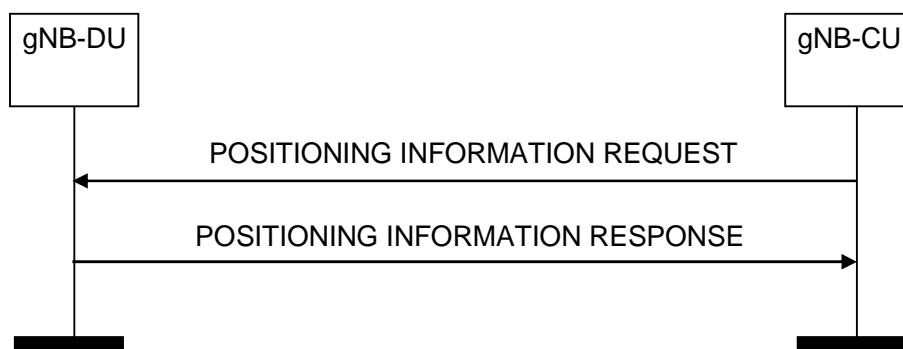 gNB-DU
gNB-CU
POSITIONING INFORMATION REQUEST
POSITIONING INFORMATION RESPONSE